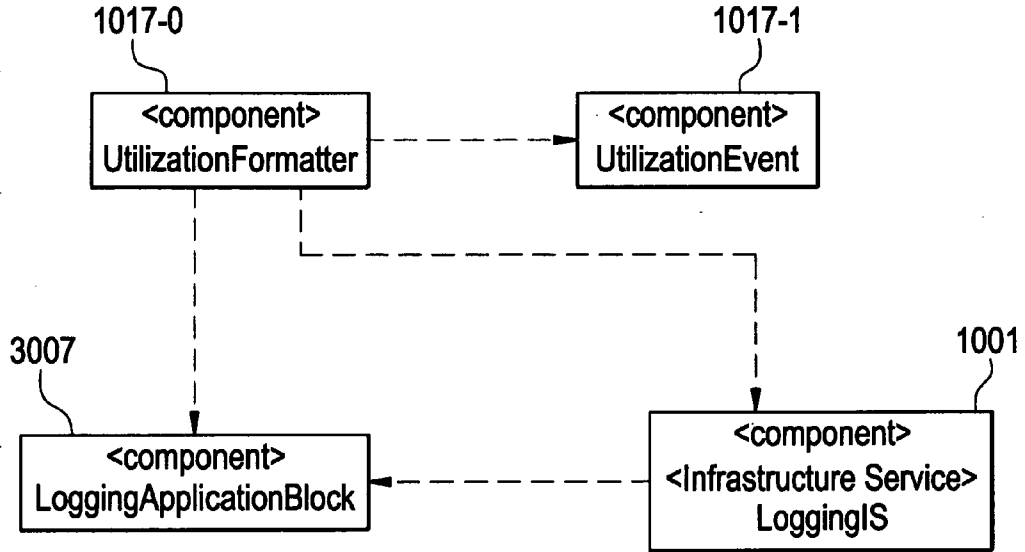 1017-0
1017-1
<component>
UtilizationFormatter
<component>
UtilizationEvent
3007
1001
<component>
LoggingApplicationBlock
<component>
<Infrastructure Service>
LoggingIS